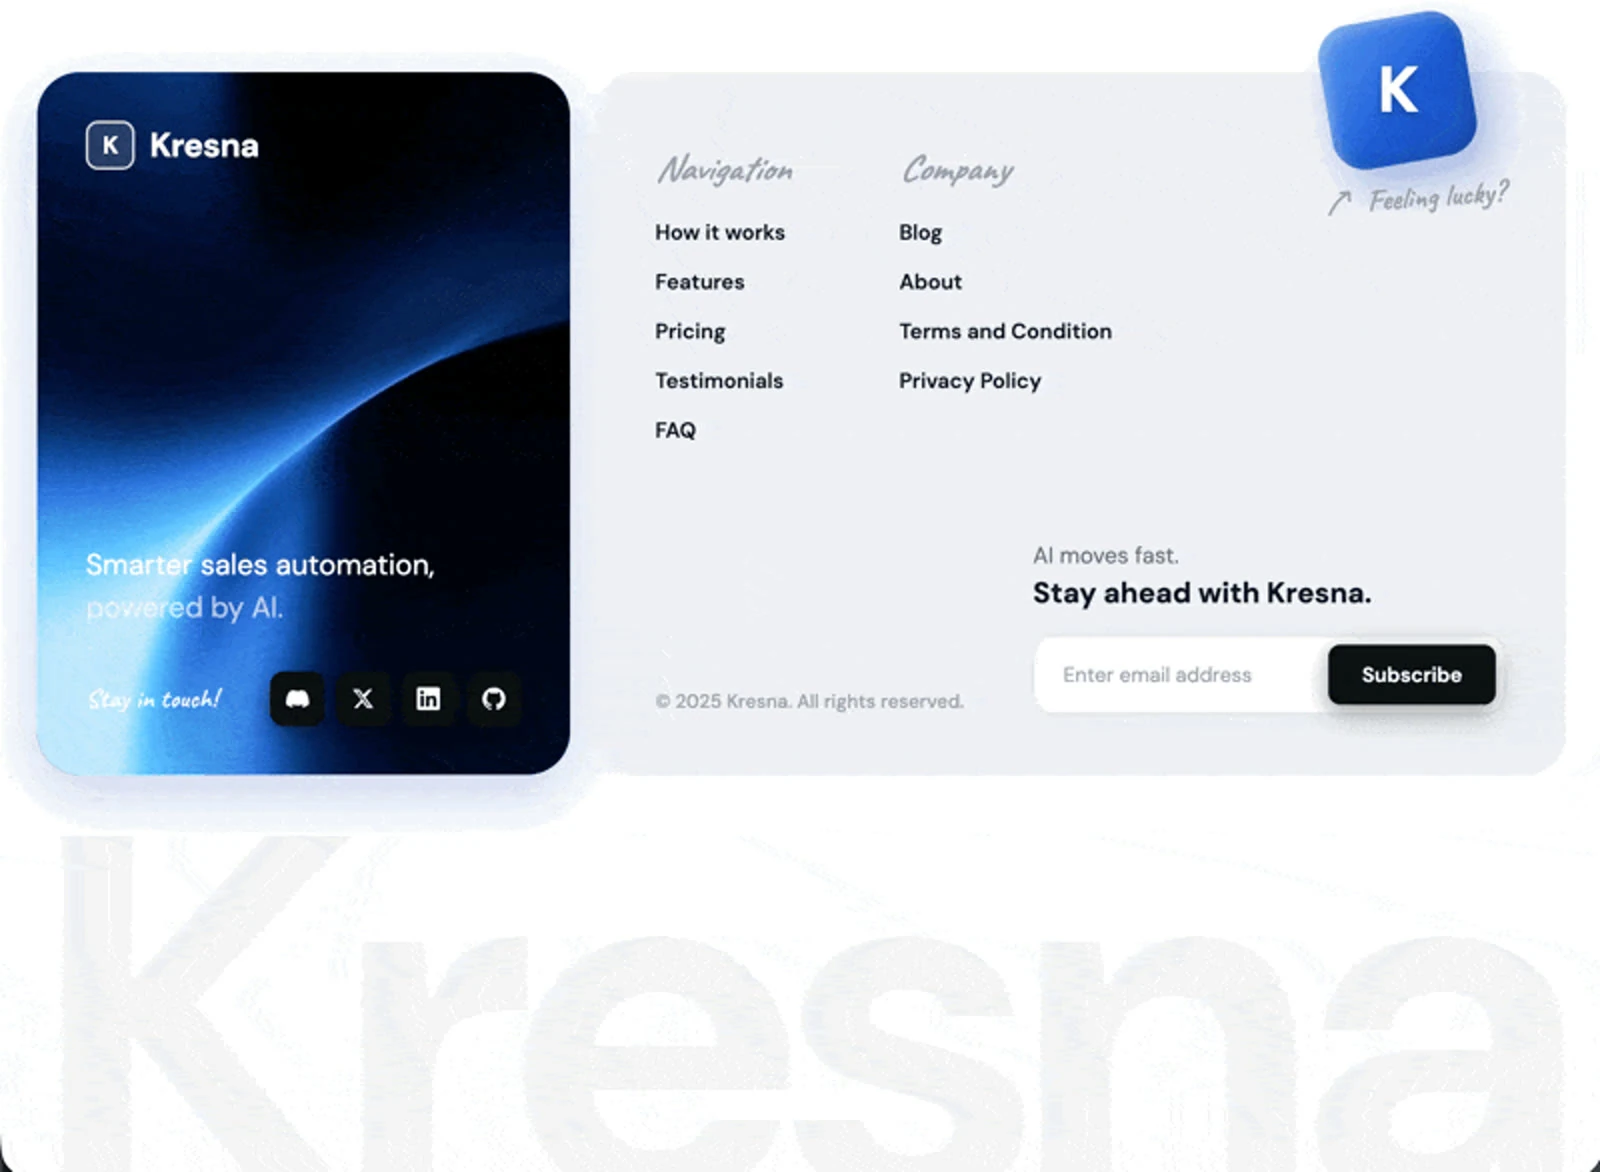 K Kresna
Smarter sales automation,
powered by AI.
Stay in touch!
K
↗ Feeling lucky?
Navigation
How it works
Features
Pricing
Testimonials
FAQ
Company
Blog
About
Terms and Condition
Privacy Policy
AI moves fast.
Stay ahead with Kresna.
Enter email address
Subscribe
© 2025 Kresna. All rights reserved.
Kresna